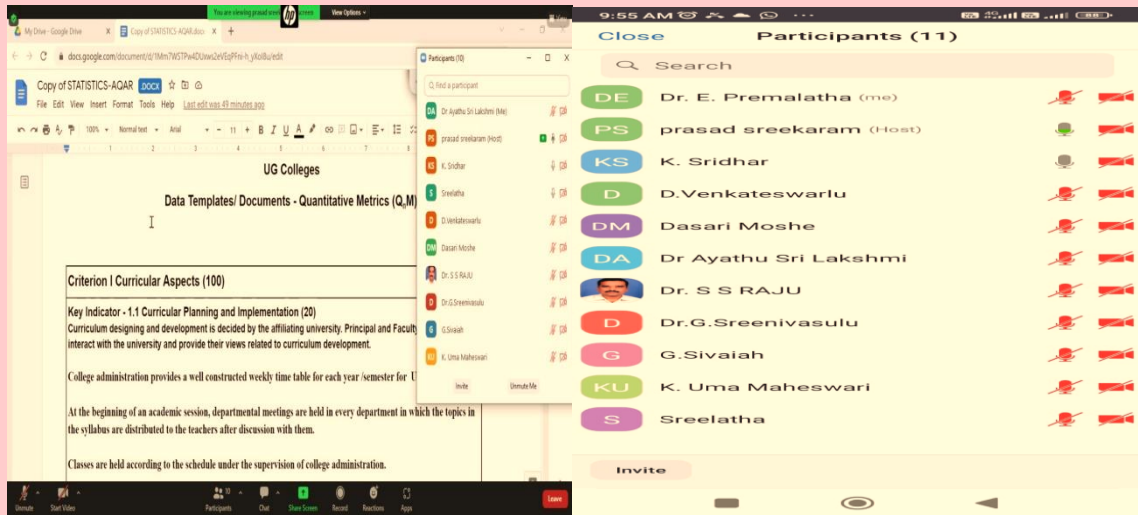 You are viewing prasad sreek screen
hp
View Options
View
My Drive - Google Drive
Copy of STATISTICS-AQAR.docx
docs.google.com/document/d/
Copy of STATISTICS-AQAR .DOCX
File Edit View Insert Format Tools Help Last edit was 49 minutes ago
100% Normal text Arial - 11 + B I U A
UG Colleges
Data Templates/ Documents - Quantitative Metrics (QnM)
Criterion I Curricular Aspects (100)
Key Indicator - 1.1 Curricular Planning and Implementation (20)
Curriculum designing and development is decided by the affiliating university. Principal and Faculty
interact with the university and provide their views related to curriculum development.
College administration provides a well constructed weekly time table for each year /semester for U
At the beginning of an academic session, departmental meetings are held in every department in which the topics in
the syllabus are distributed to the teachers after discussion with them.
Classes are held according to the schedule under the supervision of college administration.
Participants (10)
Find a participant
DA Dr Ayathu Sri Lakshmi (Me)
PS prasad sreekaram (Host)
KS K. Sridhar
S Sreelatha
D D.Venkateswarlu
DM Dasari Moshe
Dr. S S RAJU
D Dr.G.Sreenivasulu
G G.Sivaiah
KU K. Uma Maheswari
Invite Unmute Me
Unmute Start Video Participants 10 Chat Share Screen Record Reactions Apps Leave
9:55 AM
Close Participants (11)
Search
DE Dr. E. Premalatha (me)
PS prasad sreekaram (Host)
KS K. Sridhar
D D.Venkateswarlu
DM Dasari Moshe
DA Dr Ayathu Sri Lakshmi
Dr. S S RAJU
D Dr.G.Sreenivasulu
G G.Sivaiah
KU K. Uma Maheswari
S Sreelatha
Invite